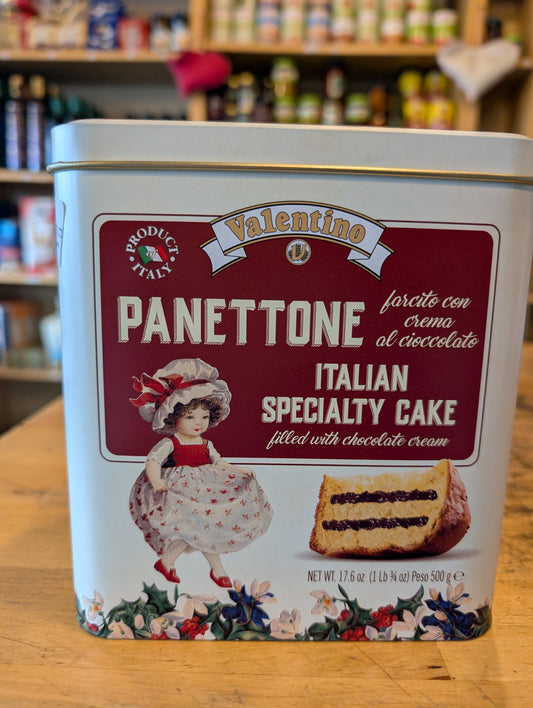 Valentino
PRODUCT
ITALY
PANETTONE
farcito con
crema
al cioccolato
ITALIAN
SPECIALTY CAKE
filled with chocolate cream
NET WT. 17.6 oz (1 Lb ¾ oz) Peso 500 g ℮